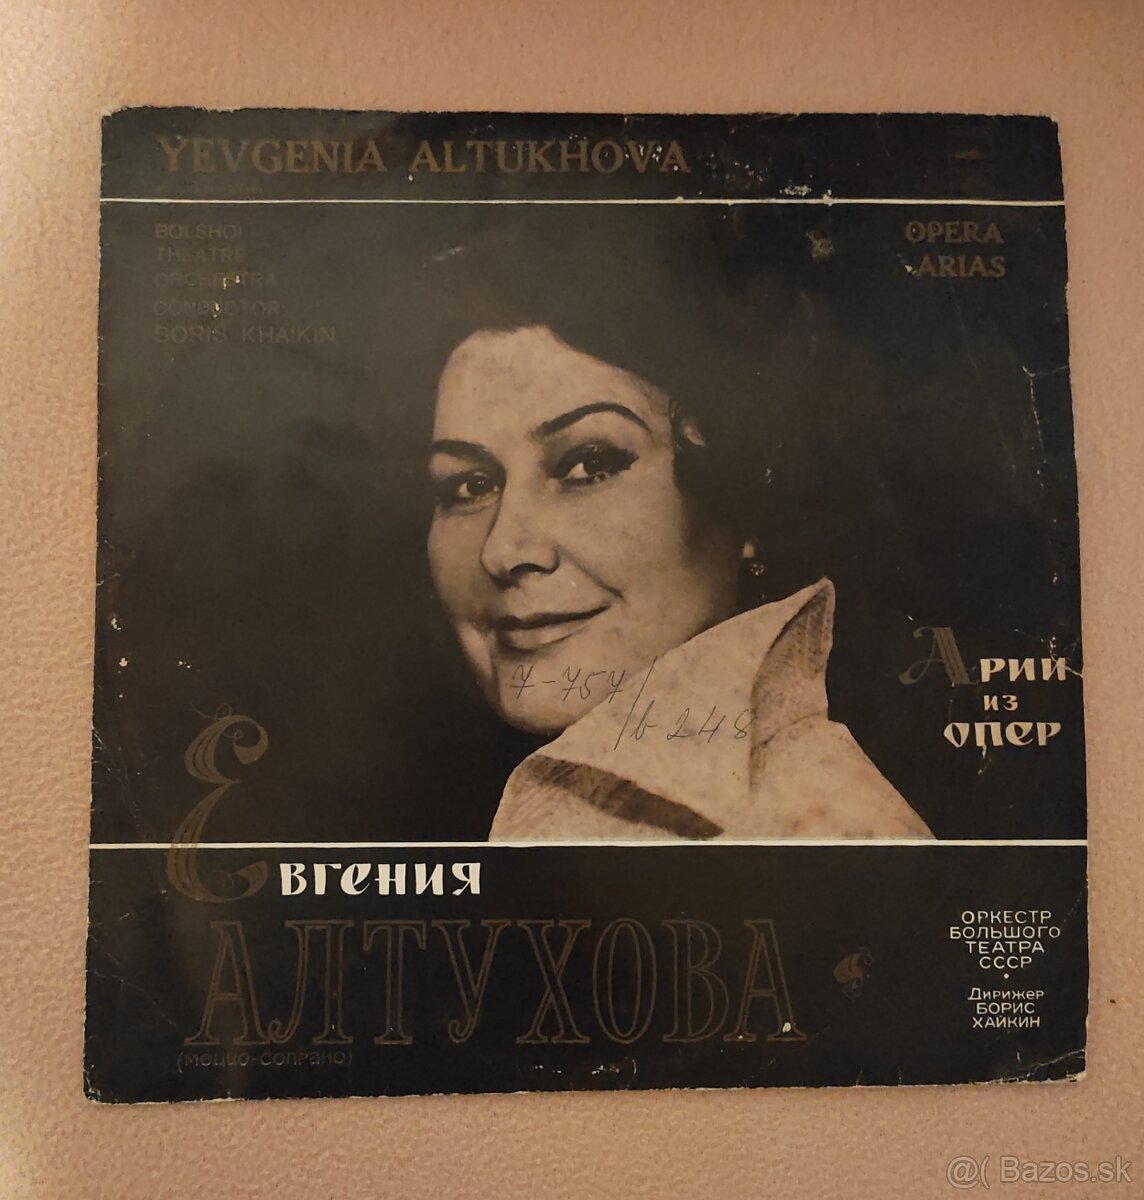 YEVGENIA ALTUKHOVA
BOLSHOI
THEATRE
ORCHESTRA
CONDUCTOR
BORIS KHAIKIN
OPERA
ARIAS
7-757/
/b 248
Арии
из
опер
Евгения
АЛТУХОВА
(меццо-сопрано)
ОРКЕСТР
БОЛЬШОГО
ТЕАТРА
СССР
•
Дирижер
БОРИС
ХАЙКИН
@( Bazos.sk